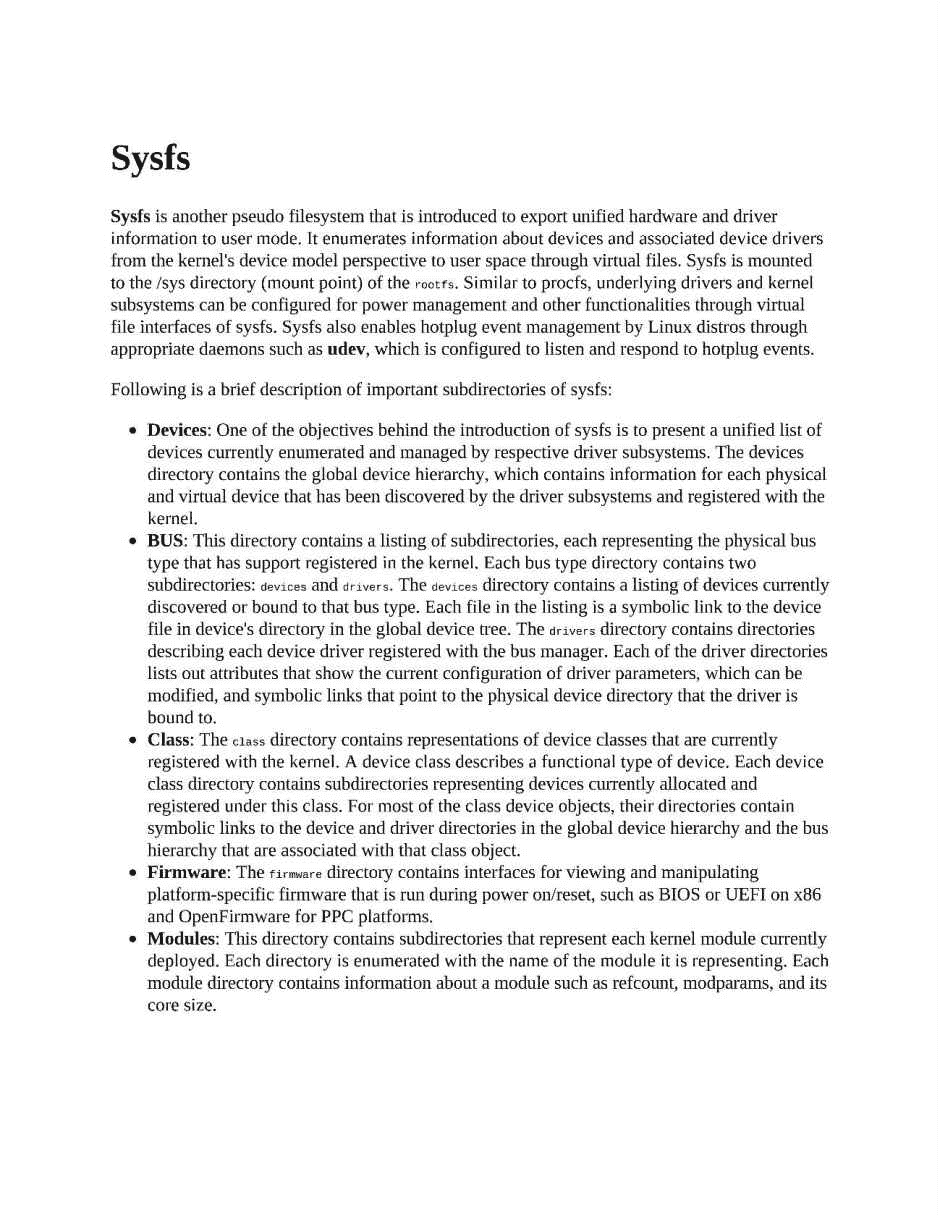 Sysfs
Sysfs is another pseudo filesystem that is introduced to export unified hardware and driver
information to user mode. It enumerates information about devices and associated device drivers
from the kernel's device model perspective to user space through virtual files. Sysfs is mounted
to the /sys directory (mount point) of the rootfs. Similar to procfs, underlying drivers and kernel
subsystems can be configured for power management and other functionalities through virtual
file interfaces of sysfs. Sysfs also enables hotplug event management by Linux distros through
appropriate daemons such as udev, which is configured to listen and respond to hotplug events.
Following is a brief description of important subdirectories of sysfs:
• Devices: One of the objectives behind the introduction of sysfs is to present a unified list of
devices currently enumerated and managed by respective driver subsystems. The devices
directory contains the global device hierarchy, which contains information for each physical
and virtual device that has been discovered by the driver subsystems and registered with the
kernel.
• BUS: This directory contains a listing of subdirectories, each representing the physical bus
type that has support registered in the kernel. Each bus type directory contains two
subdirectories: devices and drivers. The devices directory contains a listing of devices currently
discovered or bound to that bus type. Each file in the listing is a symbolic link to the device
file in device's directory in the global device tree. The drivers directory contains directories
describing each device driver registered with the bus manager. Each of the driver directories
lists out attributes that show the current configuration of driver parameters, which can be
modified, and symbolic links that point to the physical device directory that the driver is
bound to.
• Class: The class directory contains representations of device classes that are currently
registered with the kernel. A device class describes a functional type of device. Each device
class directory contains subdirectories representing devices currently allocated and
registered under this class. For most of the class device objects, their directories contain
symbolic links to the device and driver directories in the global device hierarchy and the bus
hierarchy that are associated with that class object.
• Firmware: The firmware directory contains interfaces for viewing and manipulating
platform-specific firmware that is run during power on/reset, such as BIOS or UEFI on x86
and OpenFirmware for PPC platforms.
• Modules: This directory contains subdirectories that represent each kernel module currently
deployed. Each directory is enumerated with the name of the module it is representing. Each
module directory contains information about a module such as refcount, modparams, and its
core size.